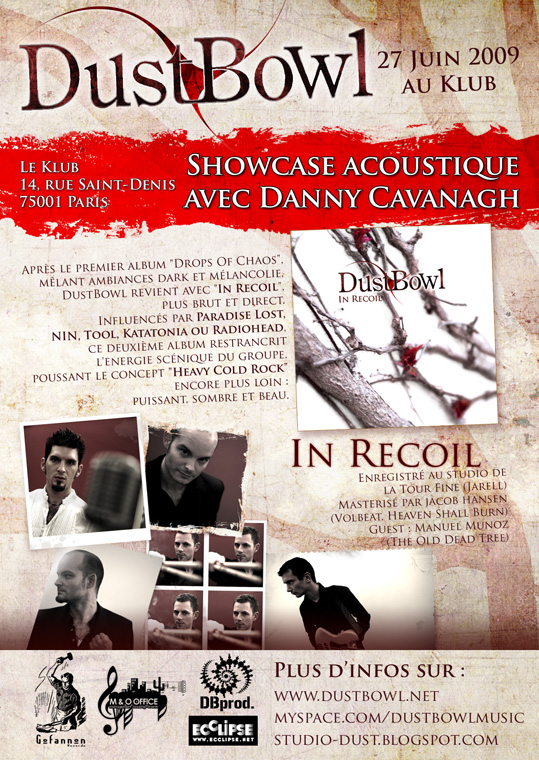 DustBowl
27 Juin 2009
au Klub
Le Klub
14, rue Saint-Denis
75001 Paris
Showcase acoustique
avec Danny Cavanagh
Après le premier album "Drops Of Chaos",
mêlant ambiances dark et mélancolie,
DustBowl revient avec "In Recoil",
plus brut et direct.
Influencés par Paradise Lost,
NIN, Tool, Katatonia ou Radiohead,
ce deuxième album restrancrit
l'energie scénique du groupe,
poussant le concept "Heavy Cold Rock"
encore plus loin :
puissant, sombre et beau.
DustBowl
In Recoil
In Recoil
Enregistré au studio de
la Tour Fine (Jarell)
Masterisé par Jacob Hansen
(Volbeat, Heaven Shall Burn)
Guest : Manuel Munoz
(The Old Dead Tree)
Gofannon
Records
M & O OFFICE
DBprod.
ECCLIPSE
WWW.ECCLIPSE.NET
Plus d'infos sur :
www.dustbowl.net
myspace.com/dustbowlmusic
studio-dust.blogspot.com